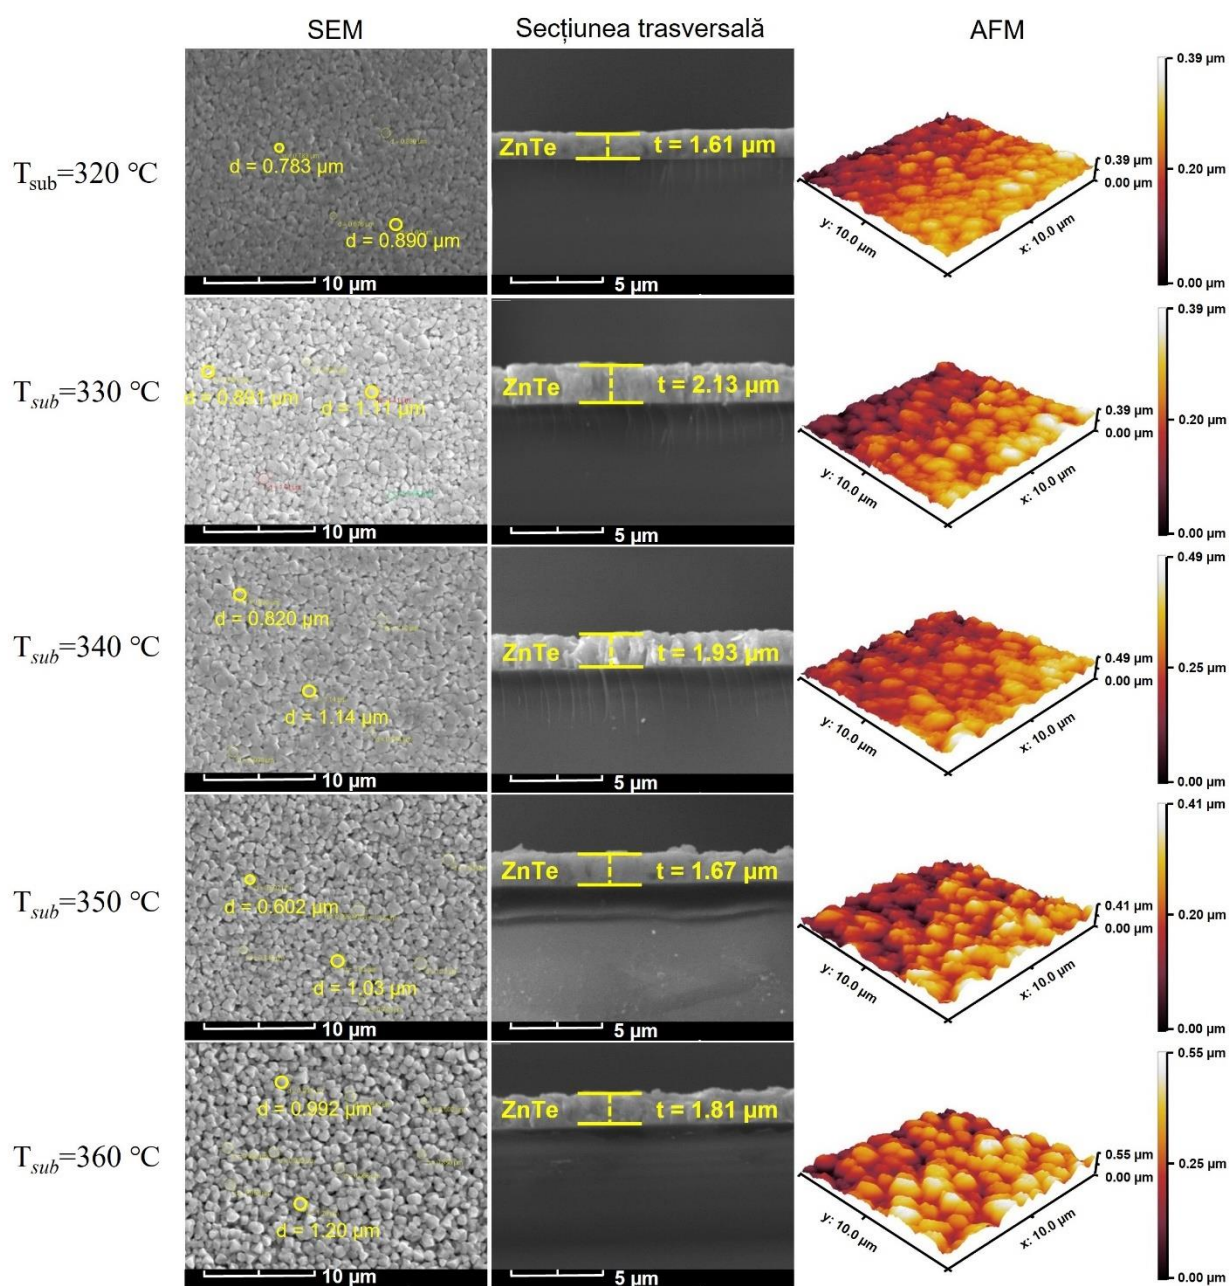 SEM
Secțiunea trasversală
AFM
T_sub=320 °C
d = 0.783 µm
d = 0.890 µm
10 µm
ZnTe
t = 1.61 µm
5 µm
0.39 µm
0.00 µm
y: 10.0 µm
x: 10.0 µm
0.39 µm
0.20 µm
0.00 µm
T_sub=330 °C
d = 0.891 µm
d = 1.11 µm
10 µm
ZnTe
t = 2.13 µm
5 µm
0.39 µm
0.00 µm
y: 10.0 µm
x: 10.0 µm
0.39 µm
0.20 µm
0.00 µm
T_sub=340 °C
d = 0.820 µm
d = 1.14 µm
10 µm
ZnTe
t = 1.93 µm
5 µm
0.49 µm
0.00 µm
y: 10.0 µm
x: 10.0 µm
0.49 µm
0.25 µm
0.00 µm
T_sub=350 °C
d = 0.602 µm
d = 1.03 µm
10 µm
ZnTe
t = 1.67 µm
5 µm
0.41 µm
0.00 µm
y: 10.0 µm
x: 10.0 µm
0.41 µm
0.20 µm
0.00 µm
T_sub=360 °C
d = 0.992 µm
d = 1.20 µm
10 µm
ZnTe
t = 1.81 µm
5 µm
0.55 µm
0.00 µm
y: 10.0 µm
x: 10.0 µm
0.55 µm
0.25 µm
0.00 µm